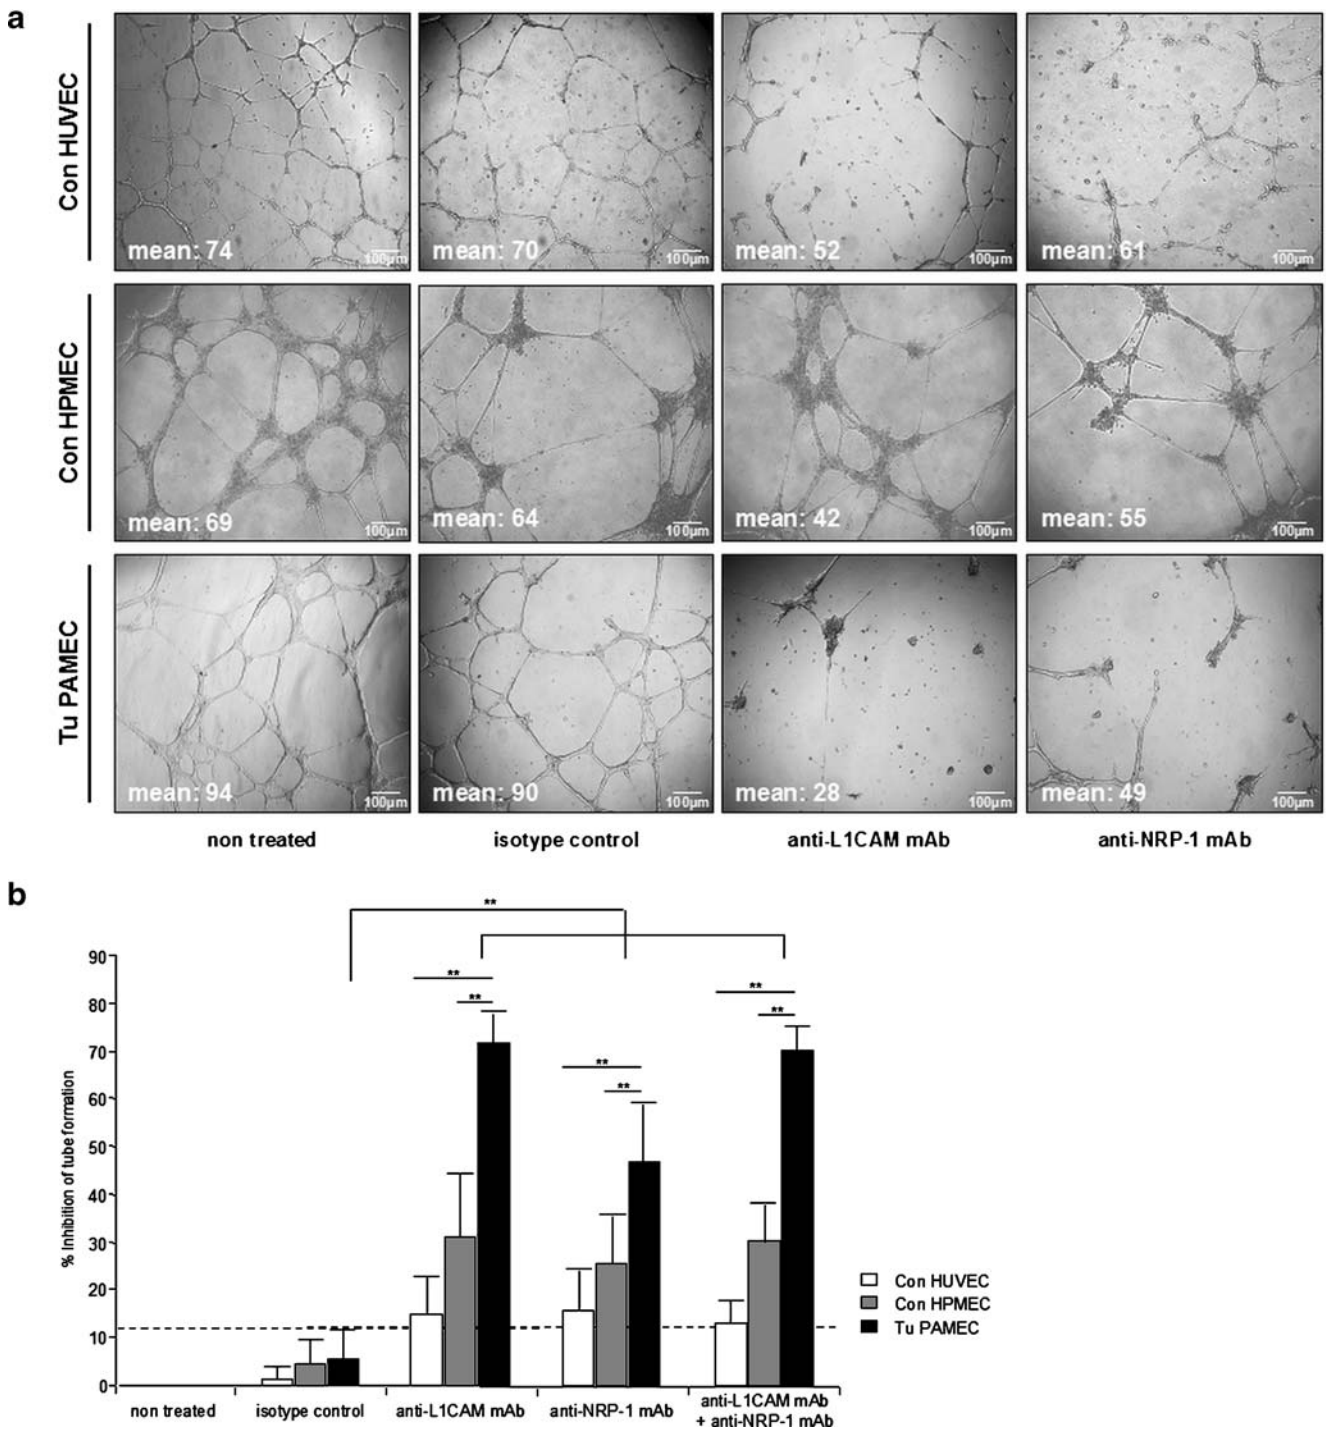 a
Con HUVEC
mean: 74
100µm
mean: 70
100µm
mean: 52
100µm
mean: 61
100µm
Con HPMEC
mean: 69
100µm
mean: 64
100µm
mean: 42
100µm
mean: 55
100µm
Tu PAMEC
mean: 94
100µm
mean: 90
100µm
mean: 28
100µm
mean: 49
100µm
non treated
isotype control
anti-L1CAM mAb
anti-NRP-1 mAb
b
% Inhibition of tube formation
90
80
70
60
50
40
30
20
10
0
**
**
**
**
**
**
**
Con HUVEC
Con HPMEC
Tu PAMEC
non treated
isotype control
anti-L1CAM mAb
anti-NRP-1 mAb
anti-L1CAM mAb
+ anti-NRP-1 mAb